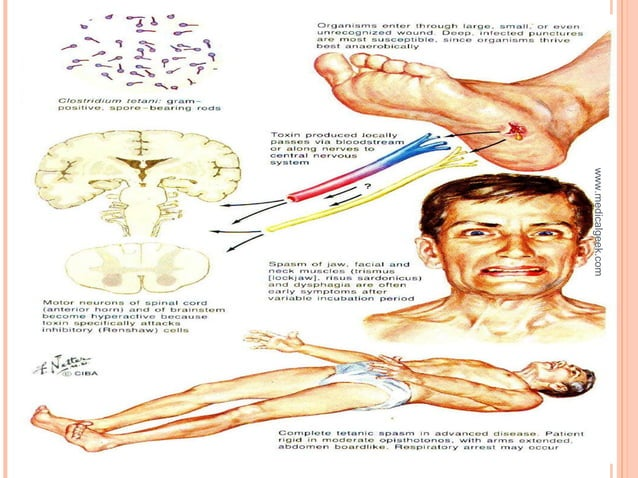 Organisms enter through large, small, or even
unrecognized wound. Deep, infected punctures
are most susceptible, since organisms thrive
best anaerobically
Clostridium tetani: gram-
positive, spore-bearing rods
Toxin produced locally
passes via bloodstream
or along nerves to
central nervous
system
?
www.medicalgeek.com
Spasm of jaw, facial and
neck muscles (trismus
[lockjaw], risus sardonicus)
and dysphagia are often
early symptoms after
variable incubation period
Motor neurons of spinal cord
(anterior horn) and of brainstem
become hyperactive because
toxin specifically attacks
inhibitory (Renshaw) cells
F. Netter
M.D.
© CIBA
Complete tetanic spasm in advanced disease. Patient
rigid in moderate opisthotonos, with arms extended,
abdomen boardlike. Respiratory arrest may occur